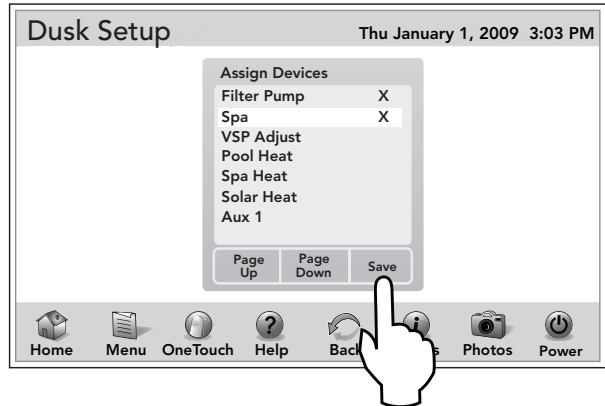 Dusk Setup
Thu January 1, 2009 3:03 PM
Assign Devices
Filter Pump X
Spa X
VSP Adjust
Pool Heat
Spa Heat
Solar Heat
Aux 1
Page Up
Page Down
Save
Home
Menu
OneTouch
Help
Photos
Power